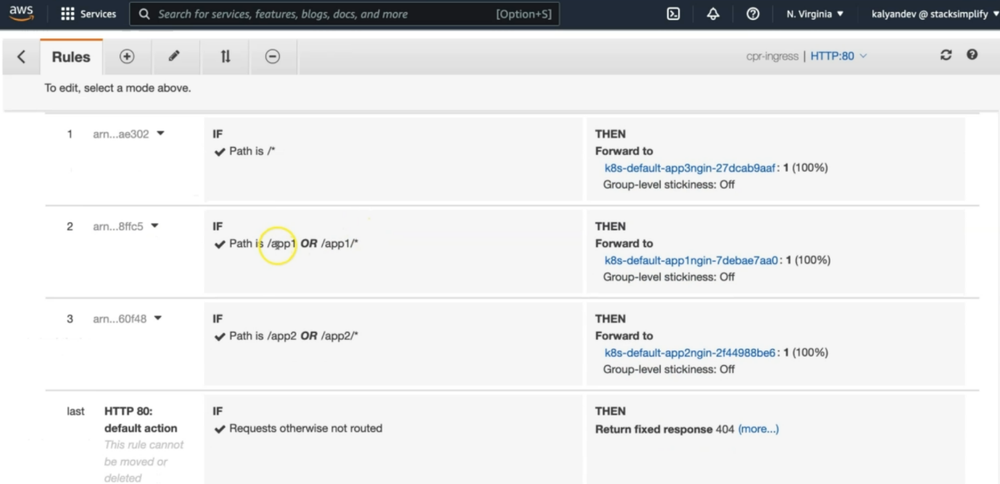 aws Services Search for services, features, blogs, docs, and more [Option+S] N. Virginia kalyandev @ stacksimplify
Rules cpr-ingress | HTTP:80
To edit, select a mode above.
1 arn...ae302 IF THEN
Path is /* Forward to
k8s-default-app3ngin-27dcab9aaf: 1 (100%)
Group-level stickiness: Off
2 arn...8ffc5 IF THEN
Path is /app1 OR /app1/* Forward to
k8s-default-app1ngin-7debae7aa0: 1 (100%)
Group-level stickiness: Off
3 arn...60f48 IF THEN
Path is /app2 OR /app2/* Forward to
k8s-default-app2ngin-2f44988be6: 1 (100%)
Group-level stickiness: Off
last HTTP 80: IF THEN
default action Requests otherwise not routed Return fixed response 404 (more...)
This rule cannot
be moved or
deleted